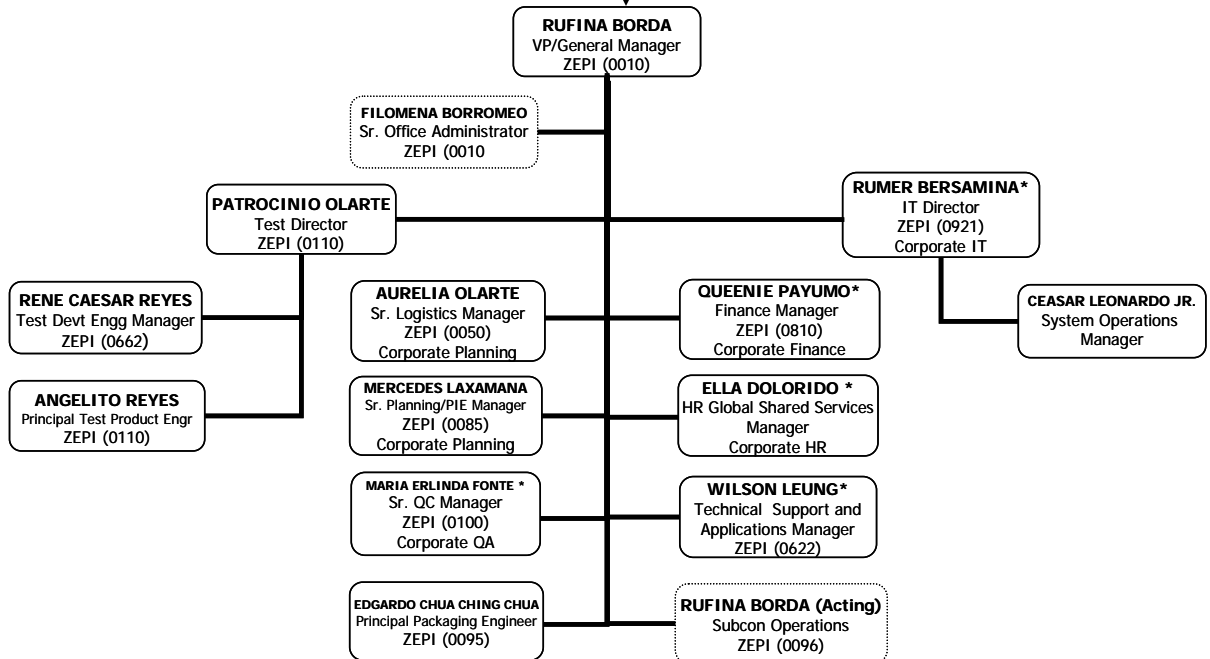 RUFINA BORDA
VP/General Manager
ZEPI (0010)
FILOMENA BORROMEO
Sr. Office Administrator
ZEPI (0010
PATROCINIO OLARTE
Test Director
ZEPI (0110)
RUMER BERSAMINA*
IT Director
ZEPI (0921)
Corporate IT
RENE CAESAR REYES
Test Devt Engg Manager
ZEPI (0662)
AURELIA OLARTE
Sr. Logistics Manager
ZEPI (0050)
Corporate Planning
QUEENIE PAYUMO*
Finance Manager
ZEPI (0810)
Corporate Finance
CEASAR LEONARDO JR.
System Operations
Manager
ANGELITO REYES
Principal Test Product Engr
ZEPI (0110)
MERCEDES LAXAMANA
Sr. Planning/PIE Manager
ZEPI (0085)
Corporate Planning
ELLA DOLORIDO *
HR Global Shared Services
Manager
Corporate HR
MARIA ERLINDA FONTE *
Sr. QC Manager
ZEPI (0100)
Corporate QA
WILSON LEUNG*
Technical Support and
Applications Manager
ZEPI (0622)
EDGARDO CHUA CHING CHUA
Principal Packaging Engineer
ZEPI (0095)
RUFINA BORDA (Acting)
Subcon Operations
ZEPI (0096)